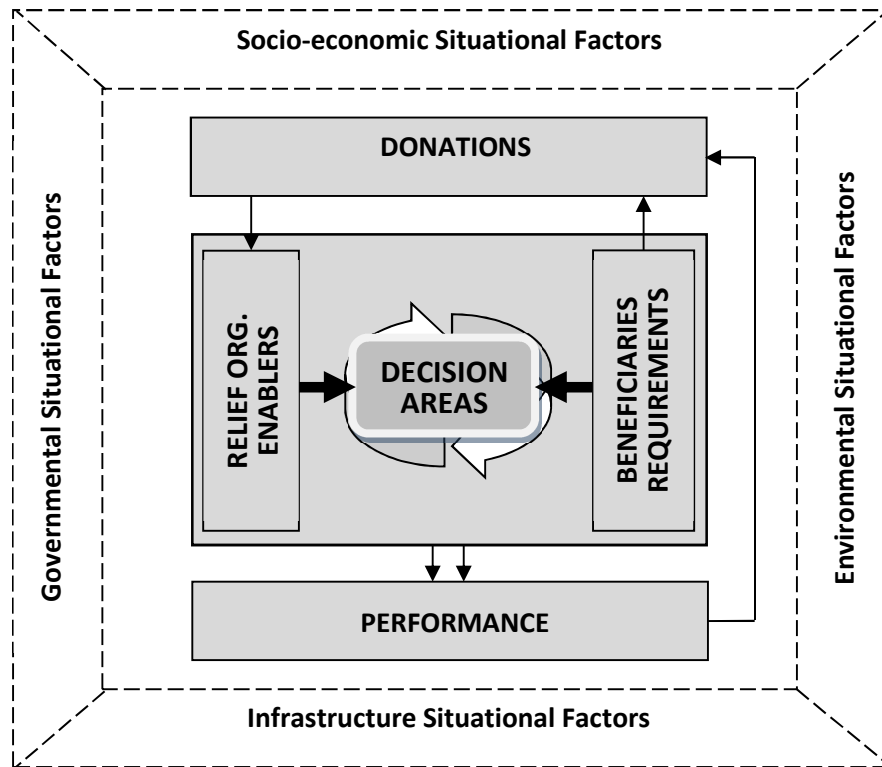 Socio-economic Situational Factors
DONATIONS
Governmental Situational Factors
RELIEF ORG.
ENABLERS
DECISION
AREAS
BENEFICIARIES
REQUIREMENTS
Environmental Situational Factors
PERFORMANCE
Infrastructure Situational Factors